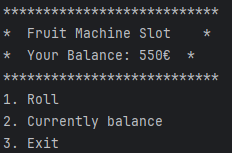 ***************************
*  Fruit Machine Slot    *
*  Your Balance: 550€  *
***************************
1. Roll
2. Currently balance
3. Exit